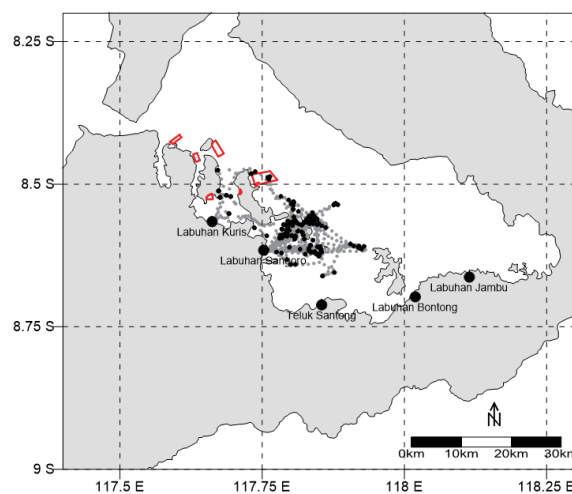 8.25 S
8.5 S
Labuhan Kuris
Labuhan Sangoro
Labuhan Jambu
Labuhan Bontong
Teluk Santong
8.75 S
N
0km 10km 20km 30km
9 S
117.5 E 117.75 E 118 E 118.25 E